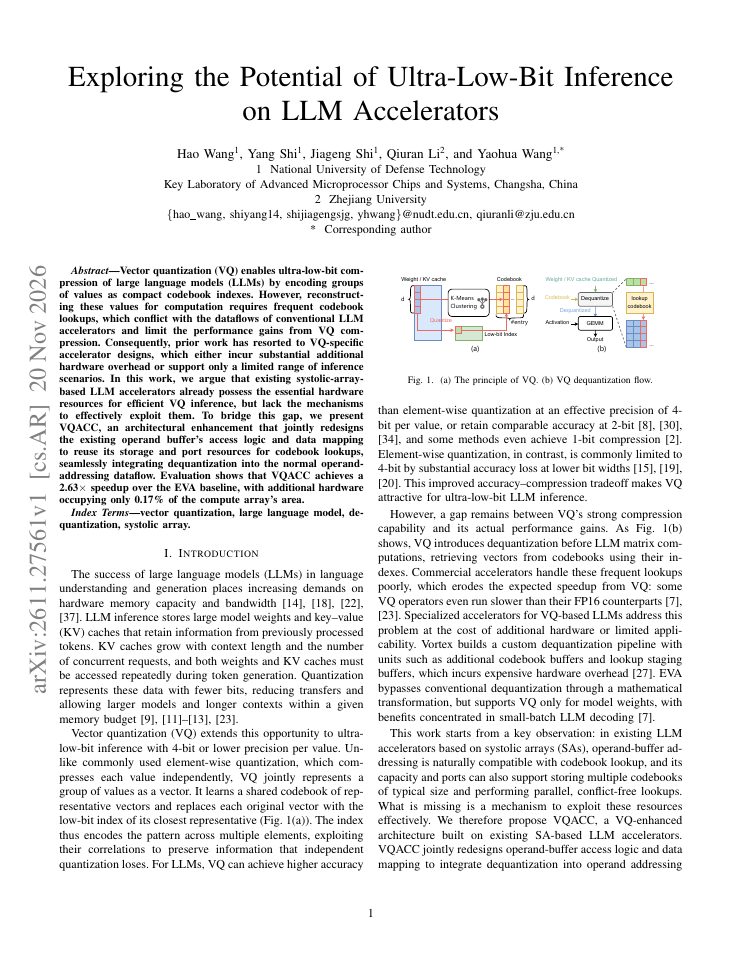 Exploring the Potential of Ultra-Low-Bit Inference
on LLM Accelerators
Hao Wang1, Yang Shi1, Jiageng Shi1, Qiuran Li2, and Yaohua Wang1,*
1 National University of Defense Technology
Key Laboratory of Advanced Microprocessor Chips and Systems, Changsha, China
2 Zhejiang University
{hao_wang, shiyang14, shijiagengsjg, yhwang}@nudt.edu.cn, qiuranli@zju.edu.cn
* Corresponding author
arXiv:2611.27561v1 [cs.AR] 20 Nov 2026
Abstract—Vector quantization (VQ) enables ultra-low-bit com-
pression of large language models (LLMs) by encoding groups
of values as compact codebook indexes. However, reconstruct-
ing these values for computation requires frequent codebook
lookups, which conflict with the dataflows of conventional LLM
accelerators and limit the performance gains from VQ com-
pression. Consequently, prior work has resorted to VQ-specific
accelerator designs, which either incur substantial additional
hardware overhead or support only a limited range of inference
scenarios. In this work, we argue that existing systolic-array-
based LLM accelerators already possess the essential hardware
resources for efficient VQ inference, but lack the mechanisms
to effectively exploit them. To bridge this gap, we present
VQACC, an architectural enhancement that jointly redesigns
the existing operand buffer's access logic and data mapping
to reuse its storage and port resources for codebook lookups,
seamlessly integrating dequantization into the normal operand-
addressing dataflow. Evaluation shows that VQACC achieves a
2.63× speedup over the EVA baseline, with additional hardware
occupying only 0.17% of the compute array's area.
Index Terms—vector quantization, large language model, de-
quantization, systolic array.
I. INTRODUCTION
The success of large language models (LLMs) in language
understanding and generation places increasing demands on
hardware memory capacity and bandwidth [14], [18], [22],
[37]. LLM inference stores large model weights and key–value
(KV) caches that retain information from previously processed
tokens. KV caches grow with context length and the number
of concurrent requests, and both weights and KV caches must
be accessed repeatedly during token generation. Quantization
represents these data with fewer bits, reducing transfers and
allowing larger models and longer contexts within a given
memory budget [9], [11]–[13], [23].
Vector quantization (VQ) extends this opportunity to ultra-
low-bit inference with 4-bit or lower precision per value. Un-
like commonly used element-wise quantization, which com-
presses each value independently, VQ jointly represents a
group of values as a vector. It learns a shared codebook of rep-
resentative vectors and replaces each original vector with the
low-bit index of its closest representative (Fig. 1(a)). The index
thus encodes the pattern across multiple elements, exploiting
their correlations to preserve information that independent
quantization loses. For LLMs, VQ can achieve higher accuracy
Weight / KV cache
Codebook
d
K-Means
Clustering
d
Quantize
#entry
Low-bit Index
(a)
Weight / KV cache Quantized
Codebook
Dequantize
lookup
codebook
Dequantized
Activation
GEMM
Output
(b)
Fig. 1. (a) The principle of VQ. (b) VQ dequantization flow.
than element-wise quantization at an effective precision of 4-
bit per value, or retain comparable accuracy at 2-bit [8], [30],
[34], and some methods even achieve 1-bit compression [2].
Element-wise quantization, in contrast, is commonly limited to
4-bit by substantial accuracy loss at lower bit widths [15], [19],
[20]. This improved accuracy–compression tradeoff makes VQ
attractive for ultra-low-bit LLM inference.
However, a gap remains between VQ's strong compression
capability and its actual performance gains. As Fig. 1(b)
shows, VQ introduces dequantization before LLM matrix com-
putations, retrieving vectors from codebooks using their in-
dexes. Commercial accelerators handle these frequent lookups
poorly, which erodes the expected speedup from VQ: some
VQ operators even run slower than their FP16 counterparts [7],
[23]. Specialized accelerators for VQ-based LLMs address this
problem at the cost of additional hardware or limited appli-
cability. Vortex builds a custom dequantization pipeline with
units such as additional codebook buffers and lookup staging
buffers, which incurs expensive hardware overhead [27]. EVA
bypasses conventional dequantization through a mathematical
transformation, but supports VQ only for model weights, with
benefits concentrated in small-batch LLM decoding [7].
This work starts from a key observation: in existing LLM
accelerators based on systolic arrays (SAs), operand-buffer ad-
dressing is naturally compatible with codebook lookup, and its
capacity and ports can also support storing multiple codebooks
of typical size and performing parallel, conflict-free lookups.
What is missing is a mechanism to exploit these resources
effectively. We therefore propose VQACC, a VQ-enhanced
architecture built on existing SA-based LLM accelerators.
VQACC jointly redesigns operand-buffer access logic and data
mapping to integrate dequantization into operand addressing
1